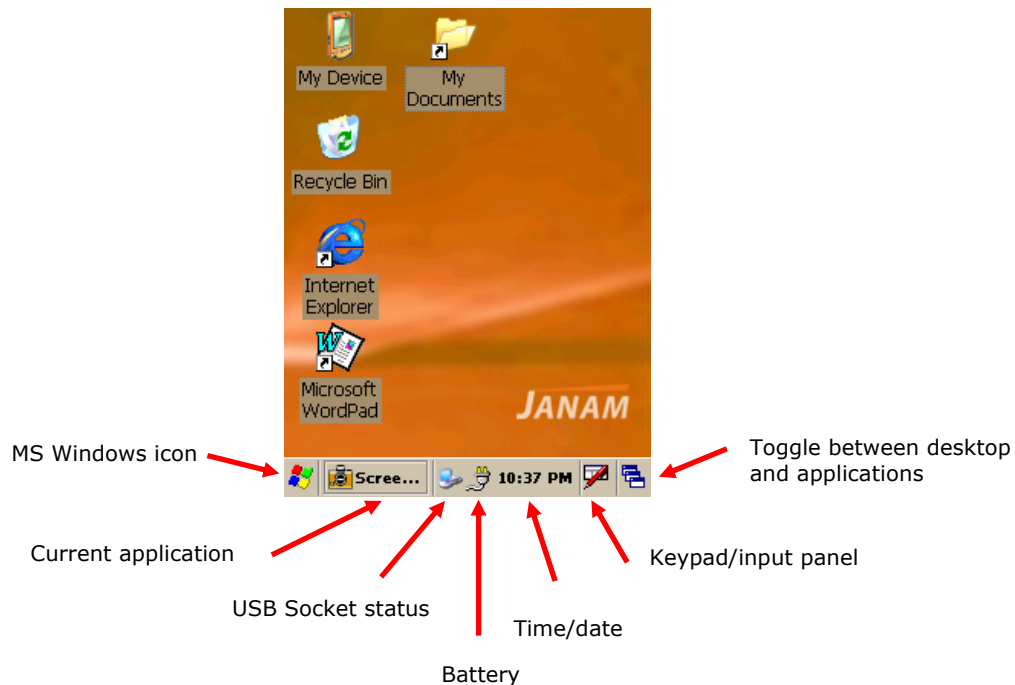 My Device
My
Documents
Recycle Bin
Internet
Explorer
W
Microsoft
WordPad
JANAM
MS Windows icon
Toggle between desktop
and applications
Scree...
10:37 PM
Current application
Keypad/input panel
USB Socket status
Time/date
Battery